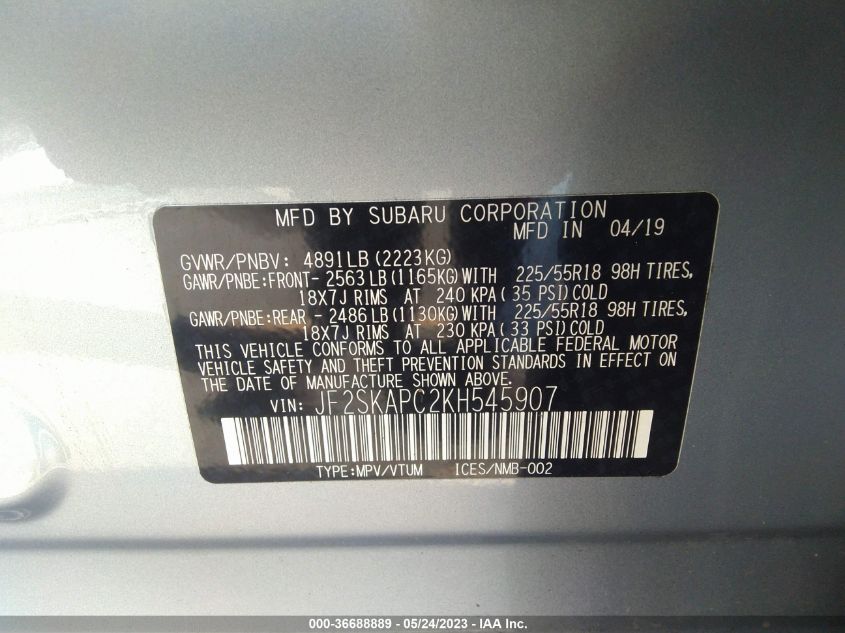 MFD BY SUBARU CORPORATION
MFD IN 04/19
GVWR/PNBV: 4891LB(2223KG)
GAWR/PNBE:FRONT- 2563LB(1165KG)WITH 225/55R18 98H TIRES,
18X7J RIMS AT 240 KPA(35 PSI)COLD
GAWR/PNBE:REAR - 2486LB(1130KG)WITH 225/55R18 98H TIRES,
18X7J RIMS AT 230 KPA(33 PSI)COLD
THIS VEHICLE CONFORMS TO ALL APPLICABLE FEDERAL MOTOR
VEHICLE SAFETY AND THEFT PREVENTION STANDARDS IN EFFECT ON
THE DATE OF MANUFACTURE SHOWN ABOVE.
VIN: JF2SKAPC2KH545907
TYPE:MPV/VTUM ICES/NMB-002
000-36688889 - 05/24/2023 - IAA Inc.